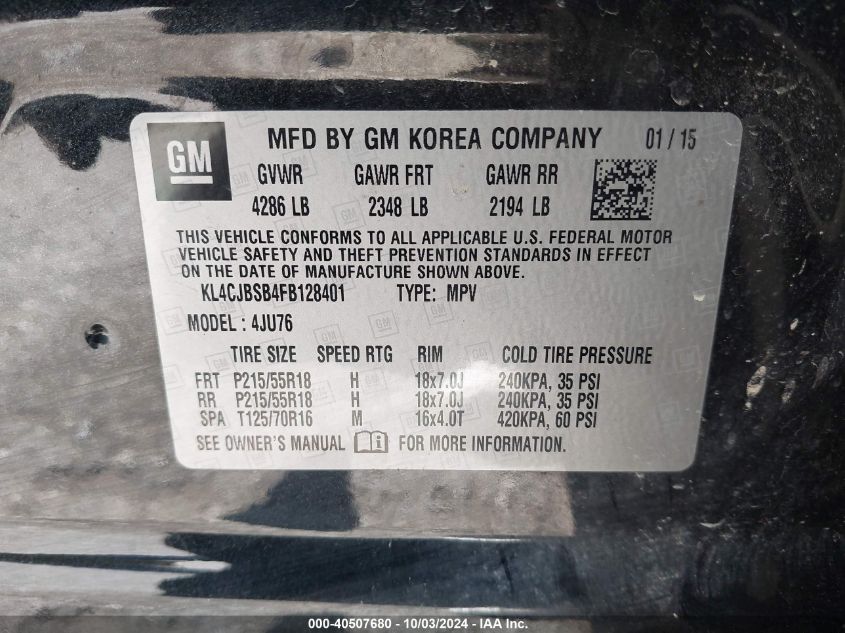 GM
MFD BY GM KOREA COMPANY 01 / 15
GVWR GAWR FRT GAWR RR
4286 LB 2348 LB 2194 LB
THIS VEHICLE CONFORMS TO ALL APPLICABLE U.S. FEDERAL MOTOR
VEHICLE SAFETY AND THEFT PREVENTION STANDARDS IN EFFECT
ON THE DATE OF MANUFACTURE SHOWN ABOVE.
KL4CJBSB4FB128401 TYPE: MPV
MODEL : 4JU76
TIRE SIZE SPEED RTG RIM COLD TIRE PRESSURE
FRT P215/55R18 H 18x7.0J 240KPA, 35 PSI
RR P215/55R18 H 18x7.0J 240KPA, 35 PSI
SPA T125/70R16 M 16x4.0T 420KPA, 60 PSI
SEE OWNER'S MANUAL i FOR MORE INFORMATION.
000-40507680 - 10/03/2024 - IAA Inc.